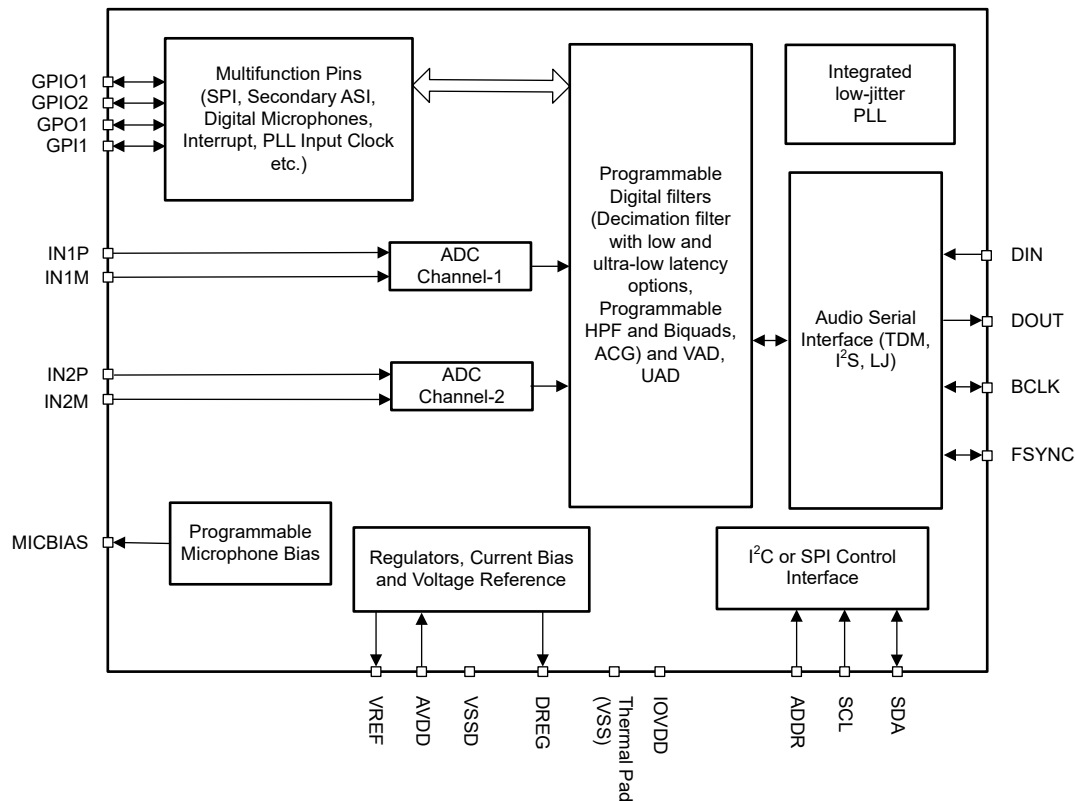 GPIO1
GPIO2
GPO1
GPI1
Multifunction Pins
(SPI, Secondary ASI,
Digital Microphones,
Interrupt, PLL Input Clock
etc.)
Integrated
low-jitter
PLL
Programmable
Digital filters
(Decimation filter
with low and
ultra-low latency
options,
Programmable
HPF and Biquads,
ACG) and VAD,
UAD
IN1P
IN1M
ADC
Channel-1
IN2P
IN2M
ADC
Channel-2
Audio Serial
Interface (TDM,
I²S, LJ)
DIN
DOUT
BCLK
FSYNC
MICBIAS
Programmable
Microphone Bias
Regulators, Current Bias
and Voltage Reference
I²C or SPI Control
Interface
VREF
AVDD
VSSD
DREG
Thermal Pad
(VSS)
IOVDD
ADDR
SCL
SDA